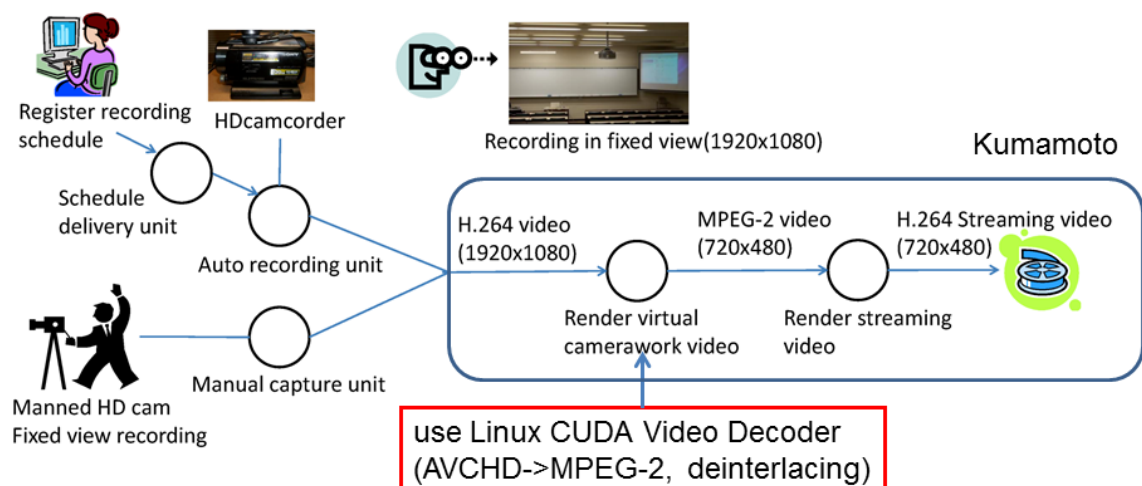 Register recording
schedule
HDcamcorder
Recording in fixed view(1920x1080)
Kumamoto
Schedule
delivery unit
Auto recording unit
H.264 video
(1920x1080)
MPEG-2 video
(720x480)
H.264 Streaming video
(720x480)
Render virtual
camerawork video
Render streaming
video
Manual capture unit
Manned HD cam
Fixed view recording
use Linux CUDA Video Decoder
(AVCHD->MPEG-2, deinterlacing)